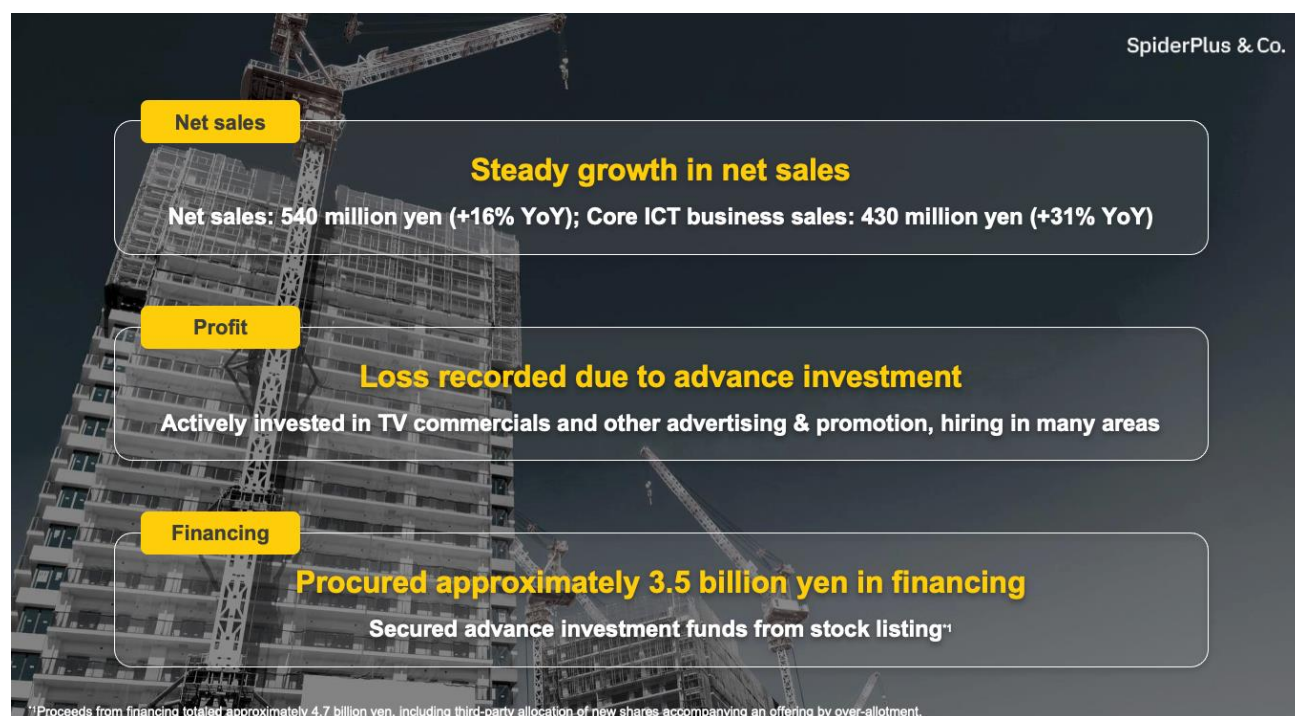 SpiderPlus & Co.
Net sales
Steady growth in net sales
Net sales: 540 million yen (+16% YoY); Core ICT business sales: 430 million yen (+31% YoY)
Profit
Loss recorded due to advance investment
Actively invested in TV commercials and other advertising & promotion, hiring in many areas
Financing
Procured approximately 3.5 billion yen in financing
Secured advance investment funds from stock listing*1
*1Proceeds from financing totaled approximately 4.7 billion yen, including third-party allocation of new shares accompanying an offering by over-allotment.